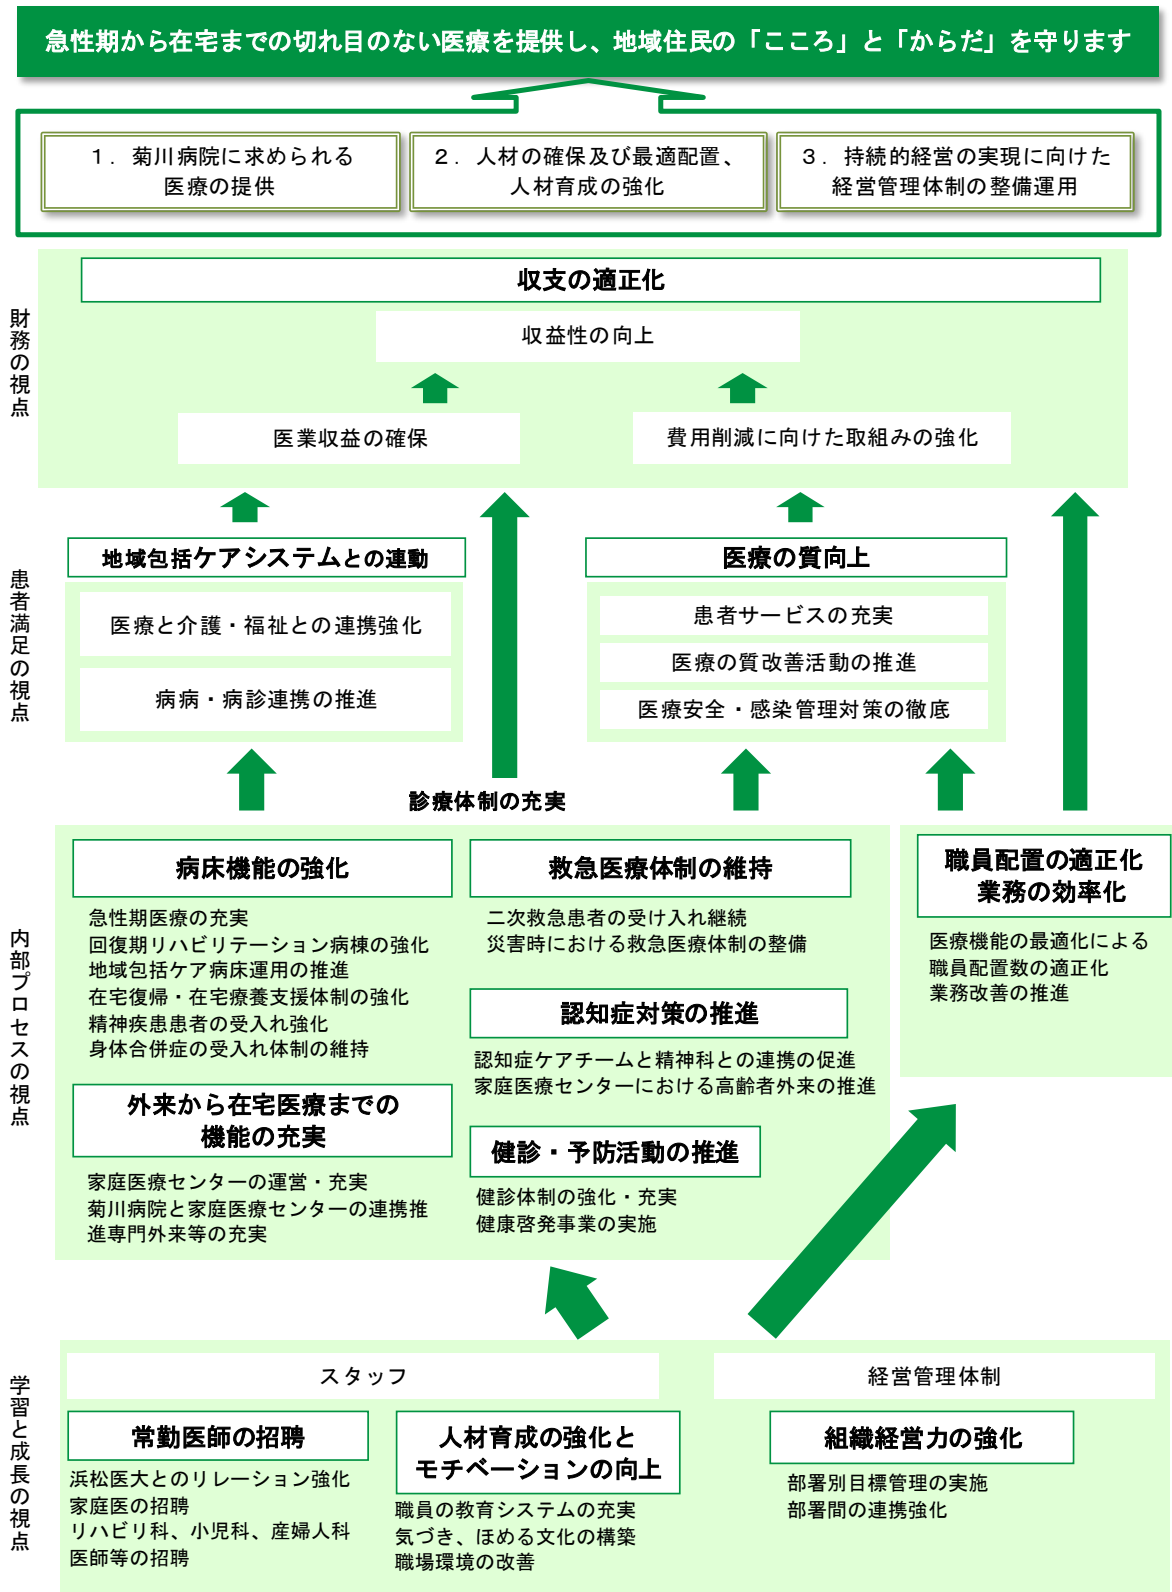 急性期から在宅までの切れ目のない医療を提供し、地域住民の「こころ」と「からだ」を守ります
1．菊川病院に求められる
医療の提供
2．人材の確保及び最適配置、
人材育成の強化
3．持続的経営の実現に向けた
経営管理体制の整備運用
財務の視点
収支の適正化
収益性の向上
医業収益の確保
費用削減に向けた取組みの強化
患者満足の視点
地域包括ケアシステムとの連動
医療と介護・福祉との連携強化
病病・病診連携の推進
医療の質向上
患者サービスの充実
医療の質改善活動の推進
医療安全・感染管理対策の徹底
診療体制の充実
内部プロセスの視点
病床機能の強化
急性期医療の充実
回復期リハビリテーション病棟の強化
地域包括ケア病床運用の推進
在宅復帰・在宅療養支援体制の強化
精神疾患患者の受入れ強化
身体合併症の受入れ体制の維持
外来から在宅医療までの
機能の充実
家庭医療センターの運営・充実
菊川病院と家庭医療センターの連携推
進専門外来等の充実
救急医療体制の維持
二次救急患者の受け入れ継続
災害時における救急医療体制の整備
認知症対策の推進
認知症ケアチームと精神科との連携の促進
家庭医療センターにおける高齢者外来の推進
健診・予防活動の推進
健診体制の強化・充実
健康啓発事業の実施
職員配置の適正化
業務の効率化
医療機能の最適化による
職員配置数の適正化
業務改善の推進
学習と成長の視点
スタッフ
常勤医師の招聘
浜松医大とのリレーション強化
家庭医の招聘
リハビリ科、小児科、産婦人科
医師等の招聘
人材育成の強化と
モチベーションの向上
職員の教育システムの充実
気づき、ほめる文化の構築
職場環境の改善
経営管理体制
組織経営力の強化
部署別目標管理の実施
部署間の連携強化